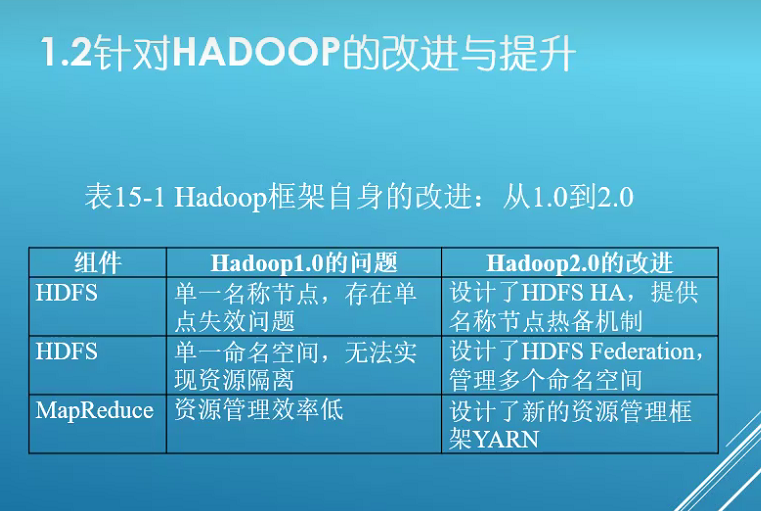 1.2针对HADOOP的改进与提升
表15-1 Hadoop框架自身的改进：从1.0到2.0
组件 Hadoop1.0的问题 Hadoop2.0的改进
HDFS
单一名称节点，存在单
点失效问题
设计了HDFS HA，提供
名称节点热备机制
HDFS
单一命名空间，无法实
现资源隔离
设计了HDFS Federation，
管理多个命名空间
MapReduce
资源管理效率低
设计了新的资源管理框
架YARN